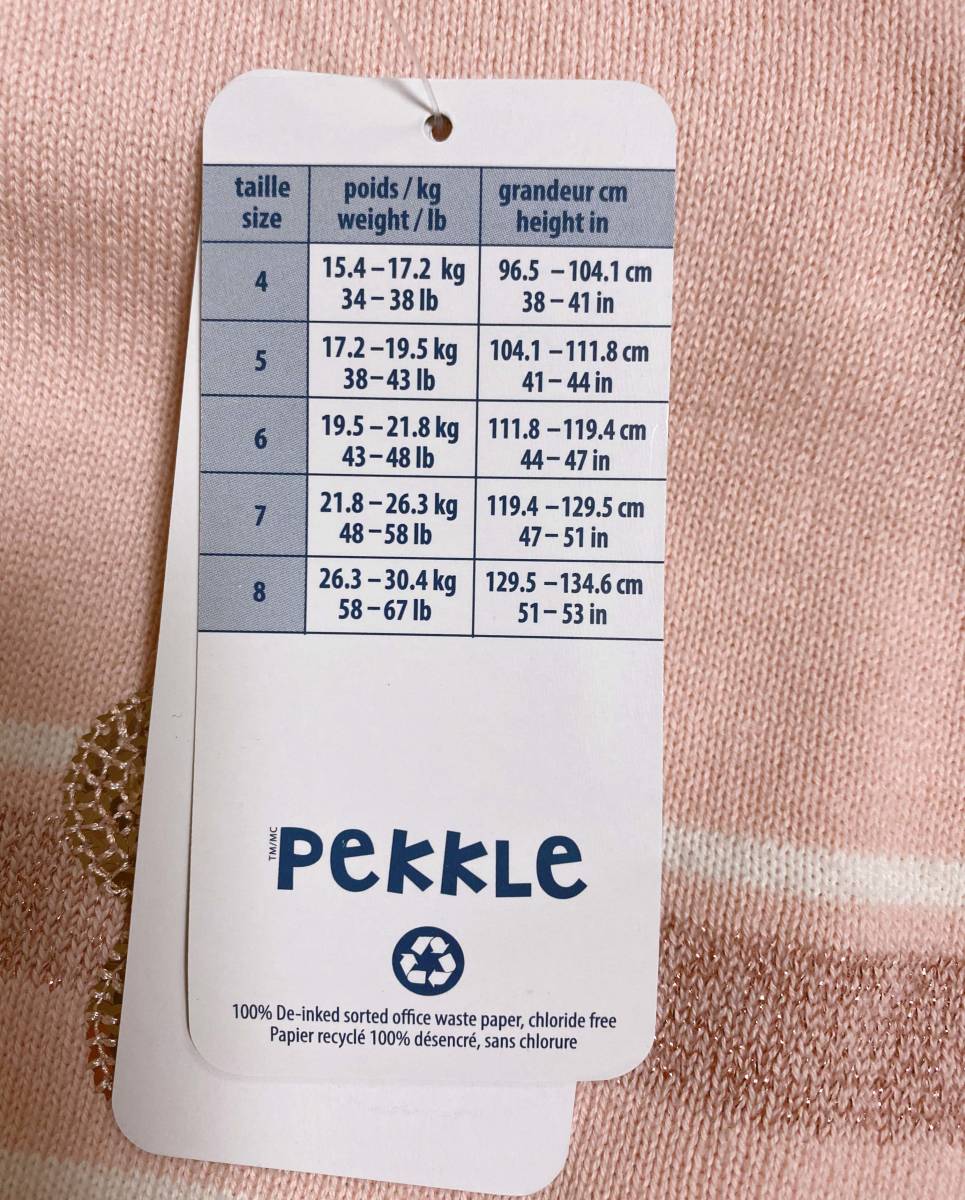 taille poids / kg grandeur cm
size weight / lb height in
4 15.4 – 17.2 kg 96.5 – 104.1 cm
34 – 38 lb 38 – 41 in
5 17.2 – 19.5 kg 104.1 – 111.8 cm
38 – 43 lb 41 – 44 in
6 19.5 – 21.8 kg 111.8 – 119.4 cm
43 – 48 lb 44 – 47 in
7 21.8 – 26.3 kg 119.4 – 129.5 cm
48 – 58 lb 47 – 51 in
8 26.3 – 30.4 kg 129.5 – 134.6 cm
58 – 67 lb 51 – 53 in
TM/MC
PeKKLe
100% De-inked sorted office waste paper, chloride free
Papier recyclé 100% désencré, sans chlorure